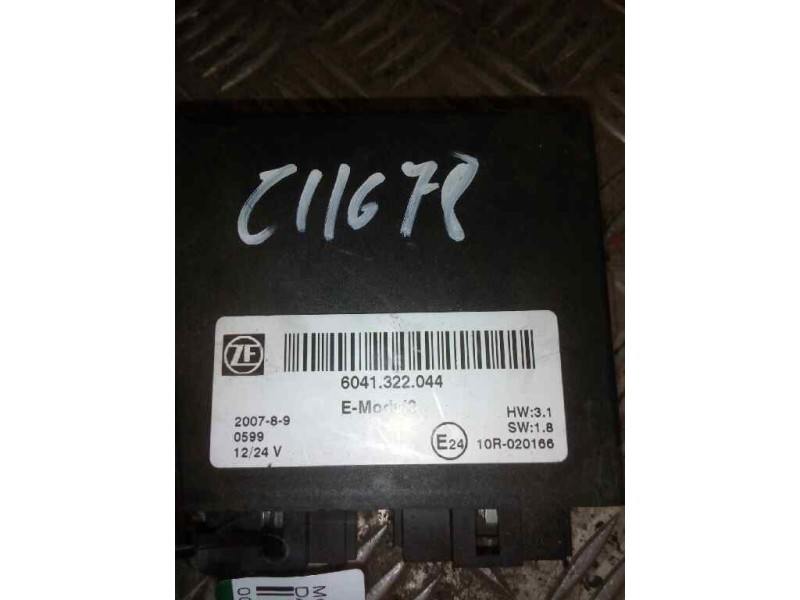 C11678
ZF
6041.322.044
2007-8-9
0599
12/24 V
HW:3.1
SW:1.8
E24
10R-020166